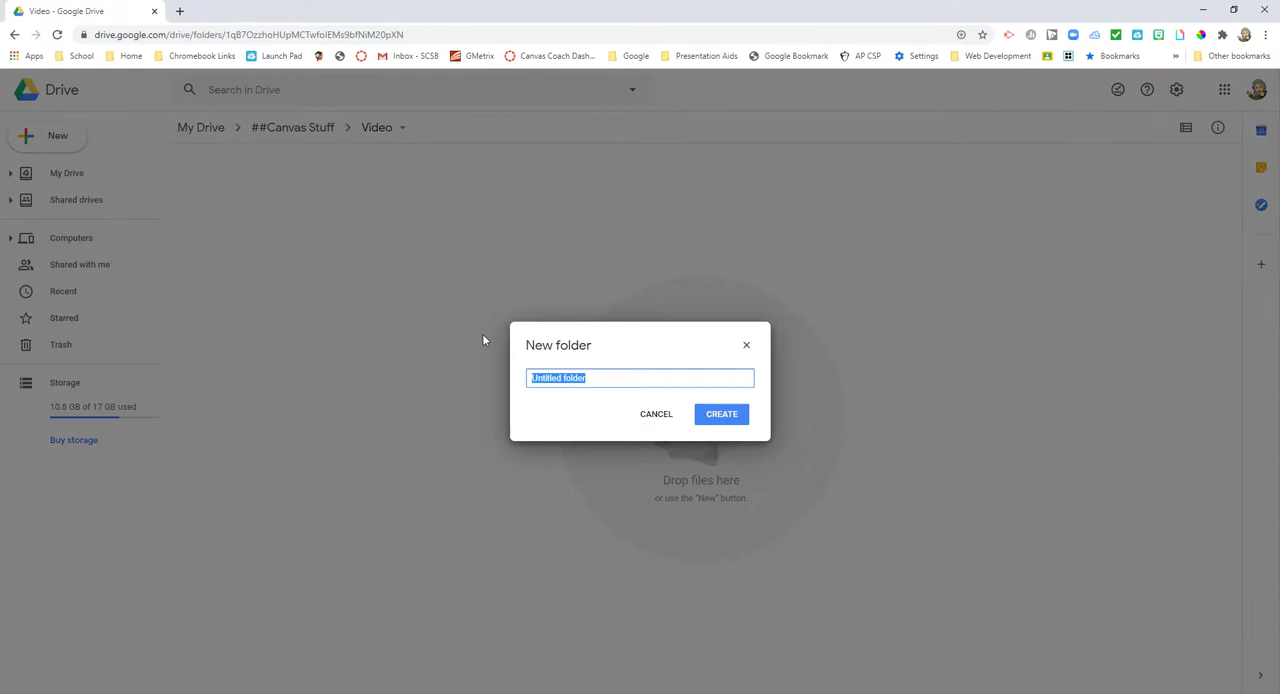 Video - Google Drive
drive.google.com/drive/folders/1qB7OzzhoHUpMCTwfoIEMs9bfNiM20pXN
Apps School Home Chromebook Links Launch Pad Inbox - SCSB GMetrix Canvas Coach Dash... Google Presentation Aids Google Bookmark AP CSP Settings Web Development Bookmarks » Other bookmarks
Drive
Search in Drive
New
My Drive > ##Canvas Stuff > Video
My Drive
Shared drives
Computers
Shared with me
Recent
Starred
Trash
Storage
10.8 GB of 17 GB used
Buy storage
New folder
Untitled folder
CANCEL CREATE
Drop files here
or use the "New" button.